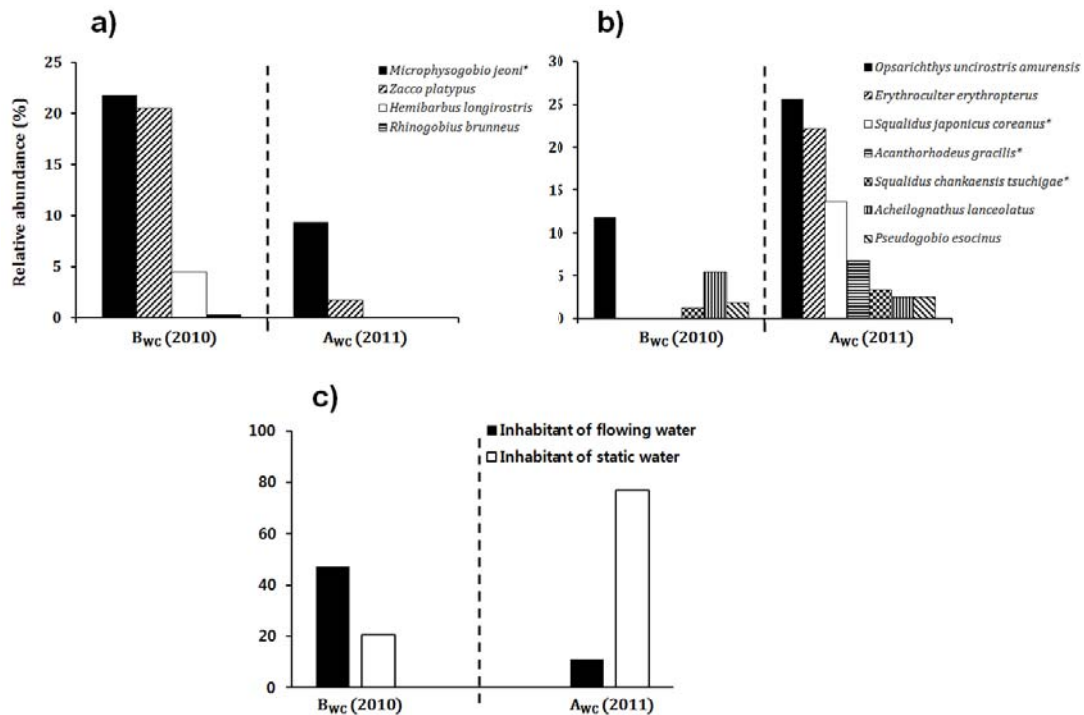 a)
25
20
15
10
5
0
Relative abundance (%)
Microphysogobio jeoni*
Zacco platypus
Hemibarbus longirostris
Rhinogobius brunneus
BWC (2010)
AWC (2011)
b)
30
25
20
15
10
5
0
Opsarichthys uncirostris amurensis
Erythroculter erythropterus
Squalidus japonicus coreanus*
Acanthorhodeus gracilis*
Squalidus chankaensis tsuchigae*
Acheilognathus lanceolatus
Pseudogobio esocinus
BWC (2010)
AWC (2011)
c)
100
80
60
40
20
0
Inhabitant of flowing water
Inhabitant of static water
BWC (2010)
AWC (2011)